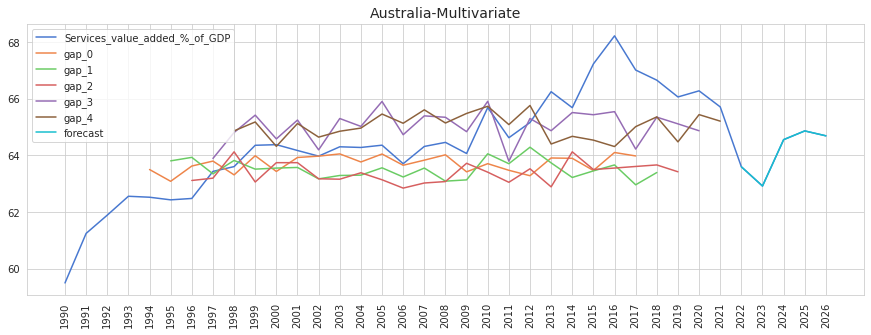 Australia-Multivariate
Services_value_added_%_of_GDP
gap_0
gap_1
gap_2
gap_3
gap_4
forecast
68
66
64
62
60
1990 1991 1992 1993 1994 1995 1996 1997 1998 1999 2000 2001 2002 2003 2004 2005 2006 2007 2008 2009 2010 2011 2012 2013 2014 2015 2016 2017 2018 2019 2020 2021 2022 2023 2024 2025 2026